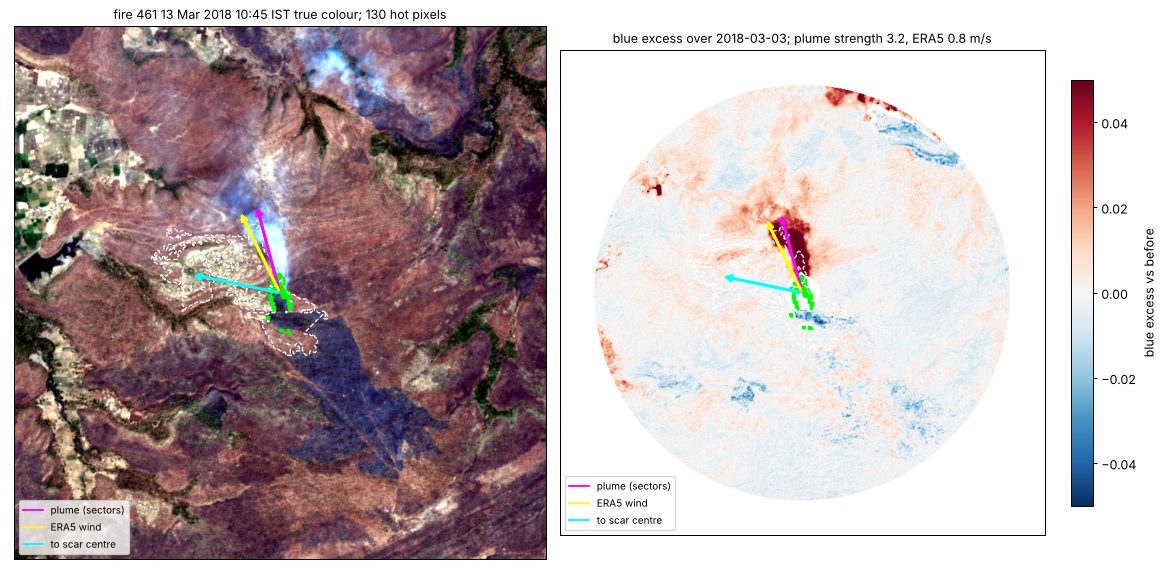 fire 461 13 Mar 2018 10:45 IST true colour; 130 hot pixels
plume (sectors)
ERA5 wind
to scar centre
blue excess over 2018-03-03; plume strength 3.2, ERA5 0.8 m/s
plume (sectors)
ERA5 wind
to scar centre
0.04
0.02
0.00
−0.02
−0.04
blue excess vs before